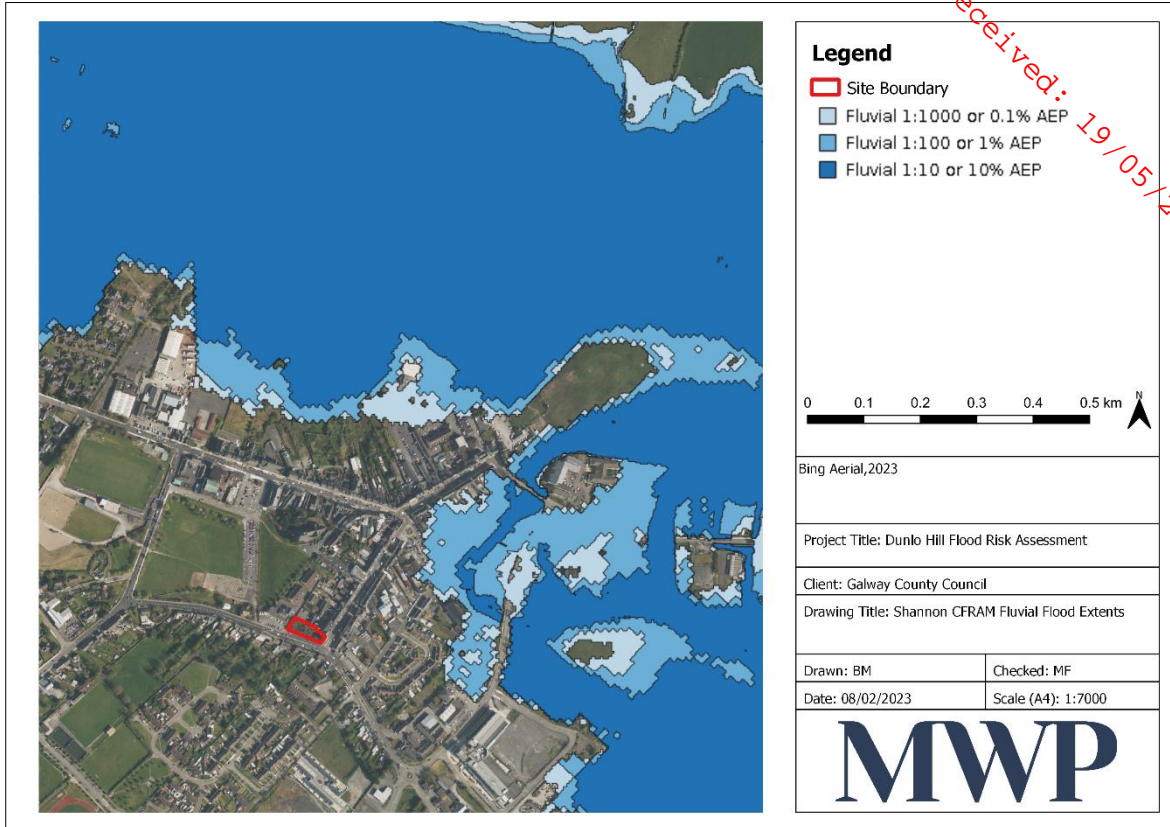 Received: 19/05/2
Legend
Site Boundary
Fluvial 1:1000 or 0.1% AEP
Fluvial 1:100 or 1% AEP
Fluvial 1:10 or 10% AEP
0 0.1 0.2 0.3 0.4 0.5 km
N
Bing Aerial,2023
Project Title: Dunlo Hill Flood Risk Assessment
Client: Galway County Council
Drawing Title: Shannon CFRAM Fluvial Flood Extents
Drawn: BM
Checked: MF
Date: 08/02/2023
Scale (A4): 1:7000
MWP